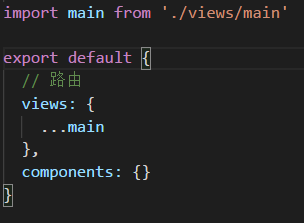 import main from './views/main'
export default {
// 路由
views: {
...main
},
components: {}
}